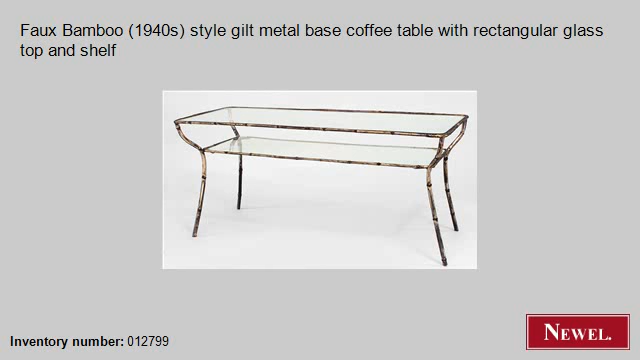 Faux Bamboo (1940s) style gilt metal base coffee table with rectangular glass
top and shelf
Inventory number: 012799
NEWEL.